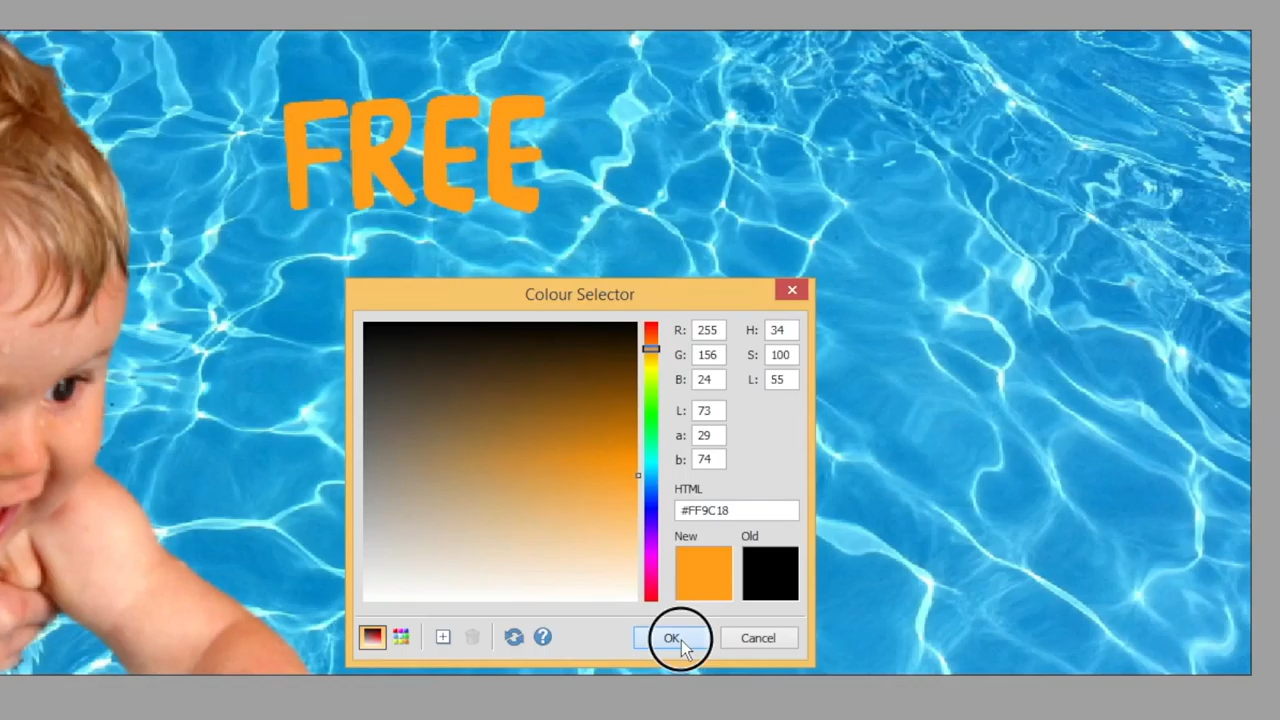 FREE
Colour Selector
R: 255 H: 34
G: 156 S: 100
B: 24 L: 55
L: 73
a: 29
b: 74
HTML
#FF9C18
New Old
OK Cancel